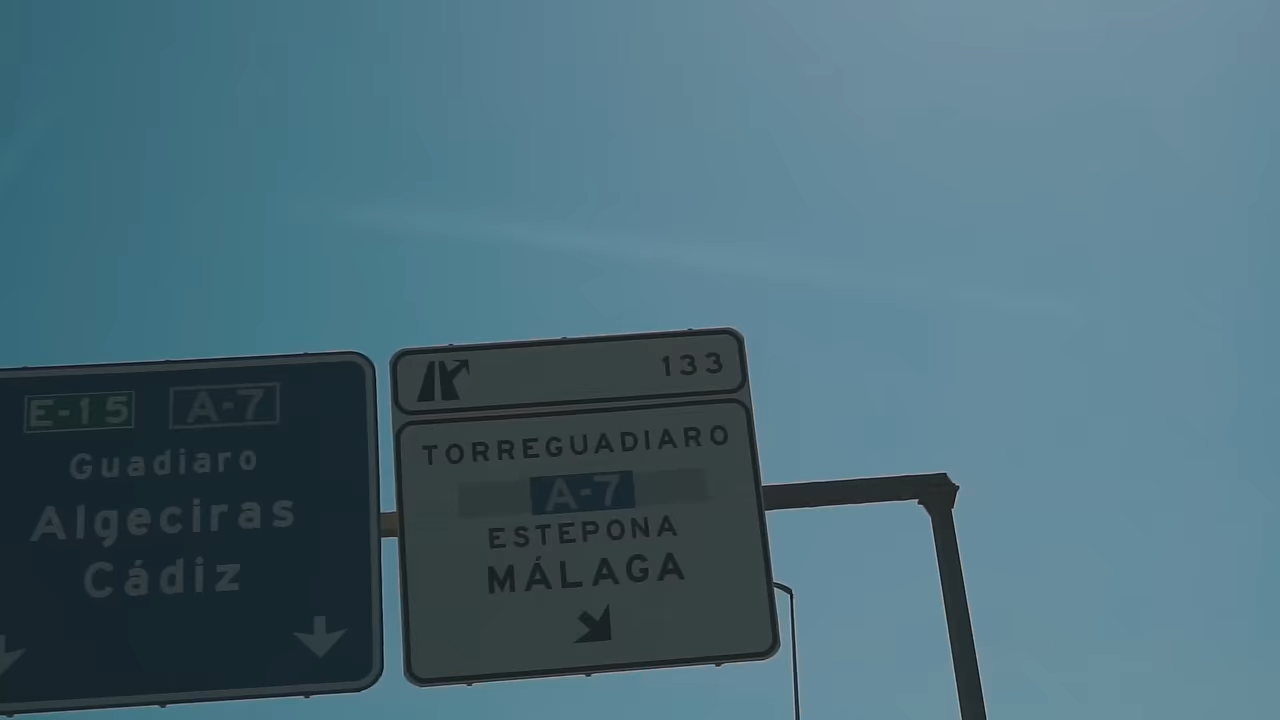 E-15 A-7
Guadiaro
Algeciras
Cádiz
133
TORREGUADIARO
A-7
ESTEPONA
MÁLAGA